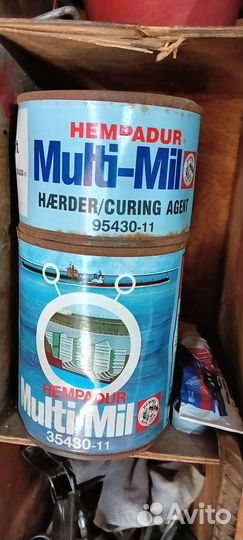 HEMPADUR
Multi-Mil
HÆRDER/CURING AGENT
95430-11
HEMPADUR
Multi-Mil
35430-11
Avito